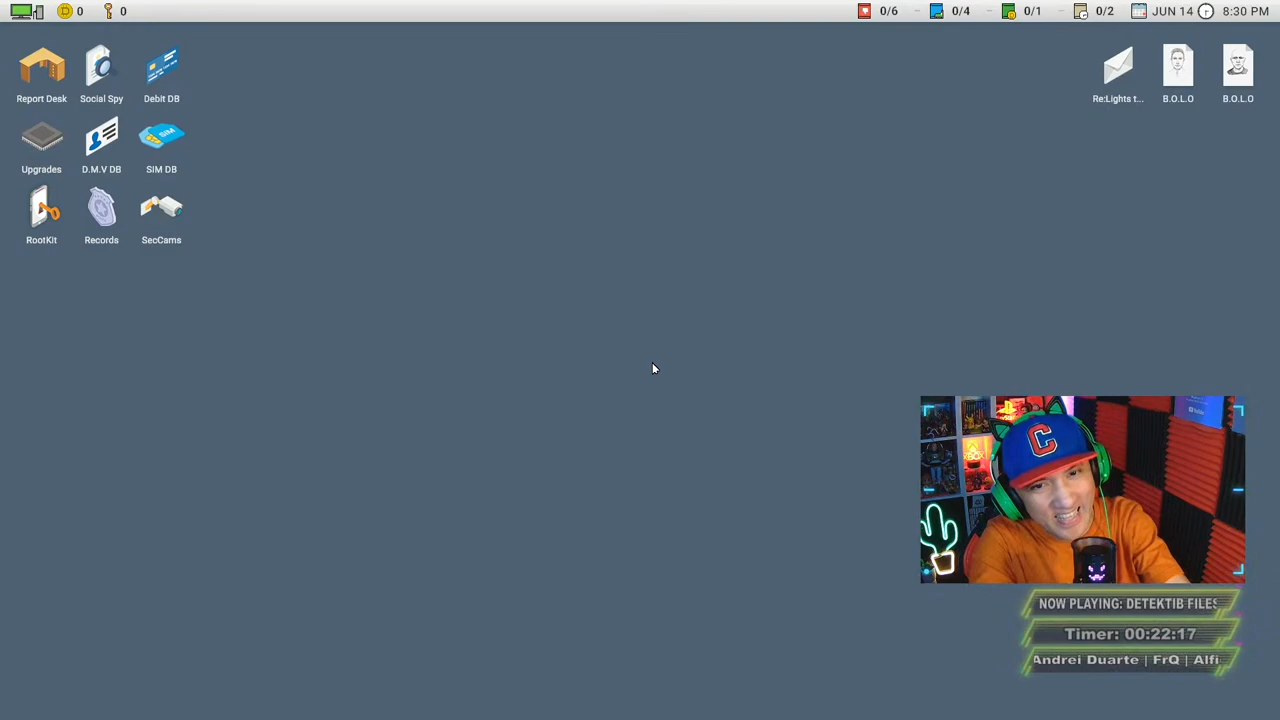 0 0 0/6 0/4 0/1 0/2 JUN 14 8:30 PM
Report Desk Social Spy Debit DB Re:Lights t... B.O.L.O B.O.L.O
Upgrades D.M.V DB SIM DB
RootKit Records SecCams
SIM
C
XBOX
NOW PLAYING: DETEKTIB FILES
Timer: 00:22:17
Andrei Duarte | FrQ | Alfi